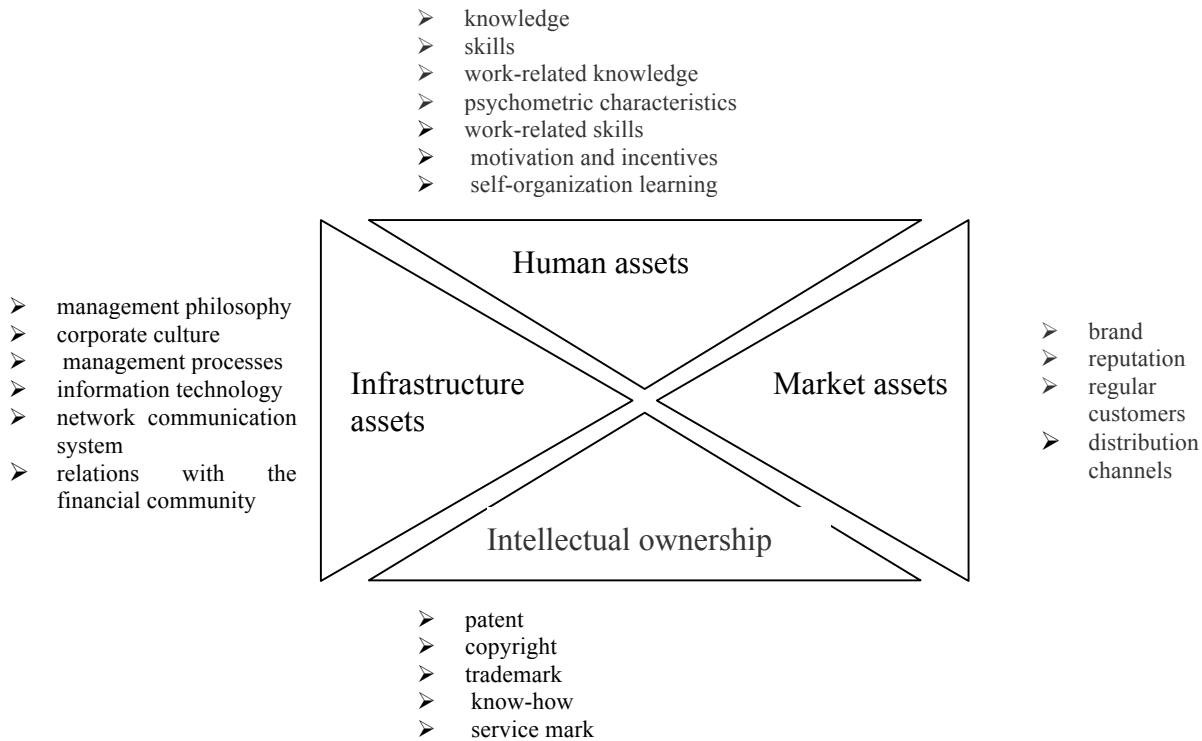 ➢ knowledge
➢ skills
➢ work-related knowledge
➢ psychometric characteristics
➢ work-related skills
➢ motivation and incentives
➢ self-organization learning
Human assets
➢ management philosophy
➢ corporate culture
➢ management processes
➢ information technology
➢ network communication
system
➢ relations with the
financial community
Infrastructure
assets
Market assets
➢ brand
➢ reputation
➢ regular
customers
➢ distribution
channels
Intellectual ownership
➢ patent
➢ copyright
➢ trademark
➢ know-how
➢ service mark